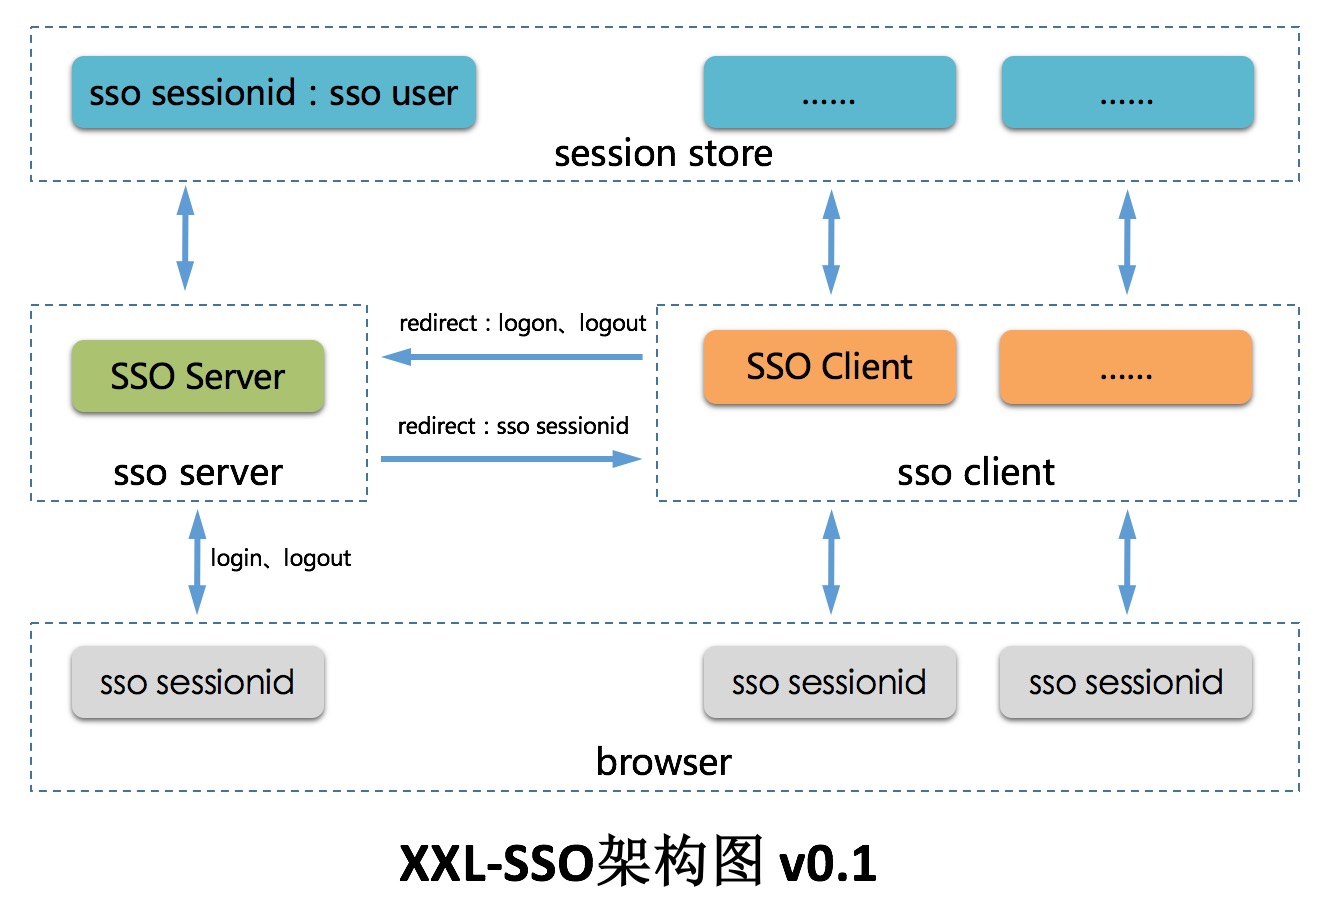 sso sessionid：sso user
……
……
session store
redirect：logon、logout
SSO Server
SSO Client
……
redirect：sso sessionid
sso server
sso client
login、logout
sso sessionid
sso sessionid
sso sessionid
browser
XXL-SSO架构图 v0.1